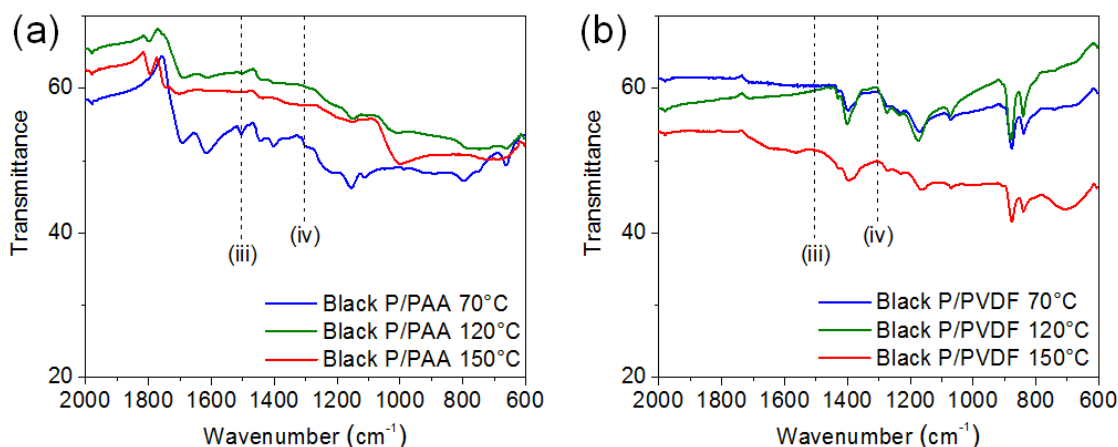 (a)
Transmittance
60
40
20
(iii)
(iv)
Black P/PAA 70°C
Black P/PAA 120°C
Black P/PAA 150°C
2000 1800 1600 1400 1200 1000 800 600
Wavenumber (cm-1)
(b)
Transmittance
60
40
20
(iii)
(iv)
Black P/PVDF 70°C
Black P/PVDF 120°C
Black P/PVDF 150°C
2000 1800 1600 1400 1200 1000 800 600
Wavenumber (cm-1)